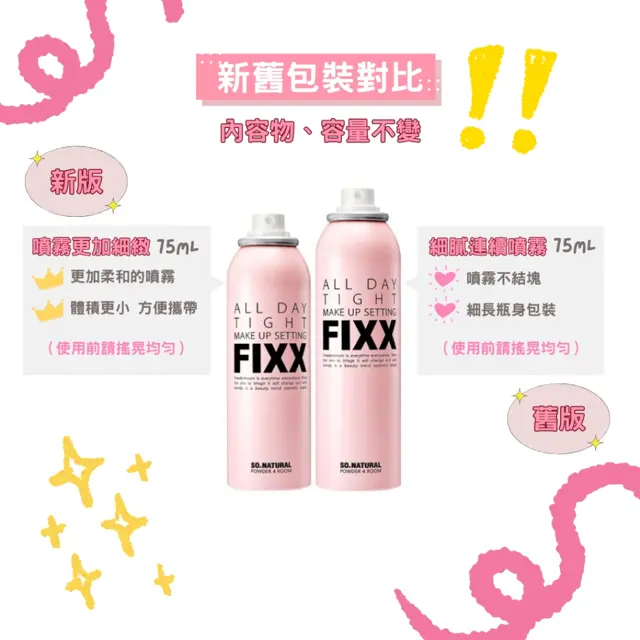 新舊包裝對比
內容物、容量不變
新版
噴霧更加細緻 75ML
更加柔和的噴霧
體積更小 方便攜帶
(使用前請搖晃均勻)
細膩連續噴霧 75ML
噴霧不結塊
細長瓶身包裝
(使用前請搖晃均勻)
舊版
ALL DAY
TIGHT
MAKE UP SETTING
FIXX
SO.NATURAL
POWDER 4 ROOM
ALL DAY
TIGHT
MAKE UP SETTING
FIXX
SO.NATURAL
POWDER 4 ROOM